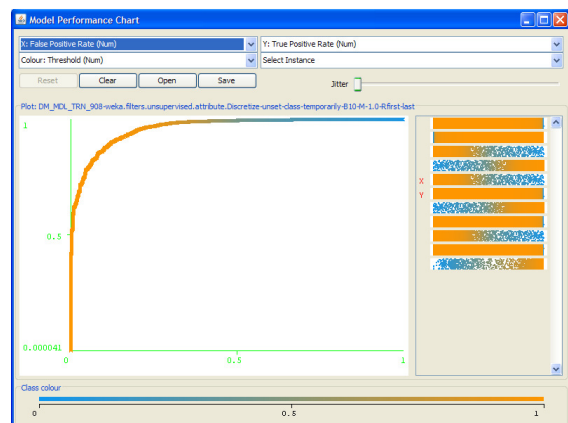 Model Performance Chart
X: False Positive Rate (Num)
Y: True Positive Rate (Num)
Colour: Threshold (Num)
Select Instance
Reset
Clear
Open
Save
Jitter
Plot: DM_MDL_TRN_908-weka.filters.unsupervised.attribute.Discretize-unset-class-temporarily-B10-M-1.0-Rfirst-last
1
0.5
0.000041
0
0.5
1
X
Y
Class colour
0
0.5
1